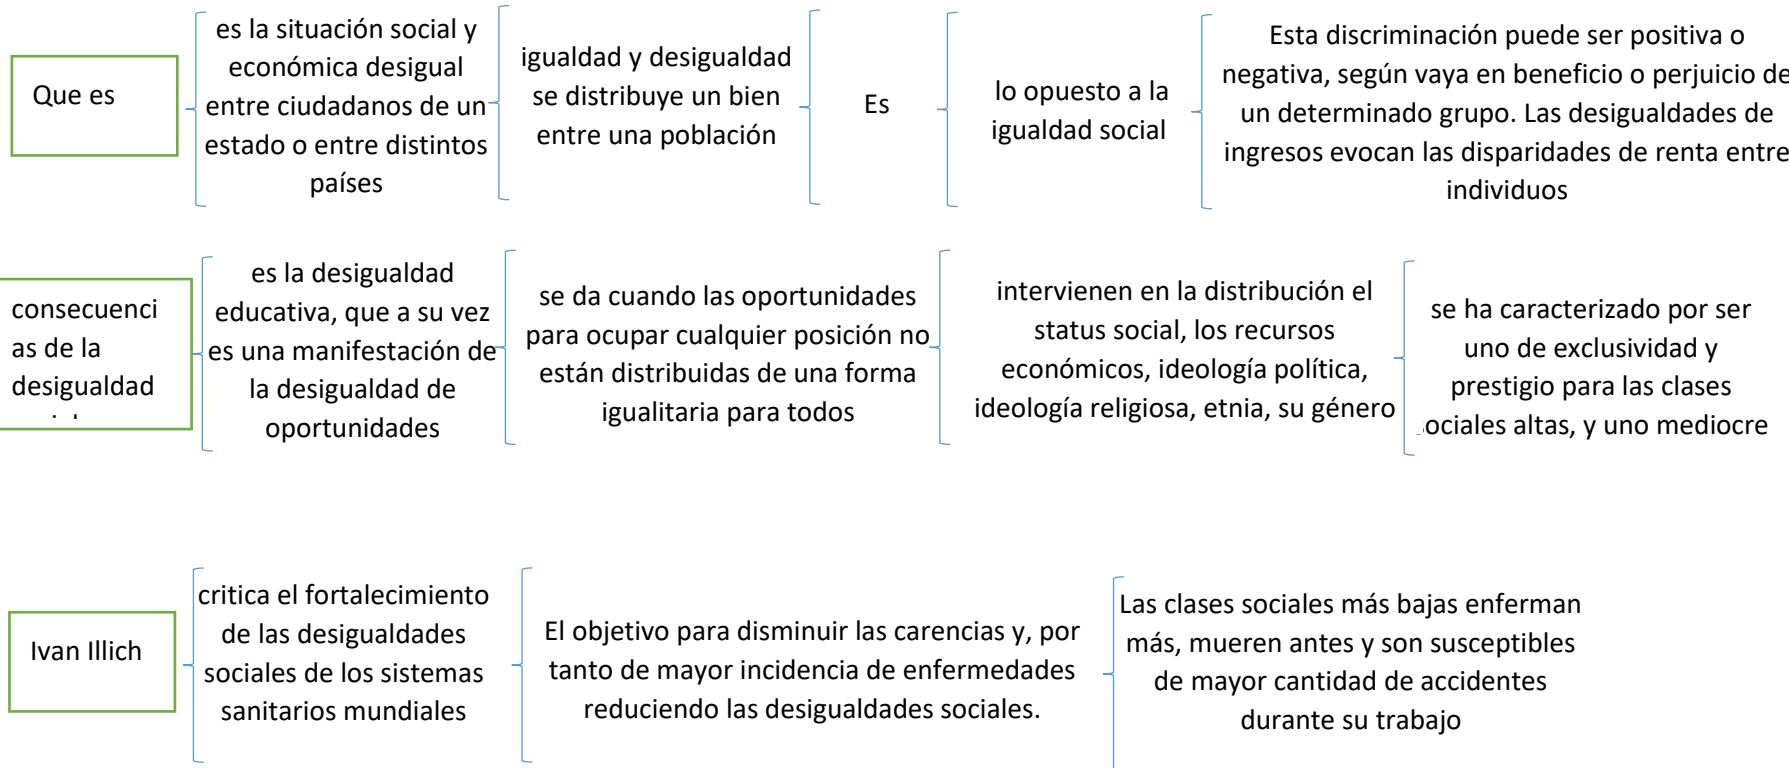 Que es
es la situación social y
económica desigual
entre ciudadanos de un
estado o entre distintos
países
igualdad y desigualdad
se distribuye un bien
entre una población
Es
lo opuesto a la
igualdad social
Esta discriminación puede ser positiva o
negativa, según vaya en beneficio o perjuicio de
un determinado grupo. Las desigualdades de
ingresos evocan las disparidades de renta entre
individuos
consecuenci
as de la
desigualdad
es la desigualdad
educativa, que a su vez
es una manifestación de
la desigualdad de
oportunidades
se da cuando las oportunidades
para ocupar cualquier posición no
están distribuidas de una forma
igualitaria para todos
intervienen en la distribución el
status social, los recursos
económicos, ideología política,
ideología religiosa, etnia, su género
se ha caracterizado por ser
uno de exclusividad y
prestigio para las clases
sociales altas, y uno mediocre
Ivan Illich
critica el fortalecimiento
de las desigualdades
sociales de los sistemas
sanitarios mundiales
El objetivo para disminuir las carencias y, por
tanto de mayor incidencia de enfermedades
reduciendo las desigualdades sociales.
Las clases sociales más bajas enferman
más, mueren antes y son susceptibles
de mayor cantidad de accidentes
durante su trabajo